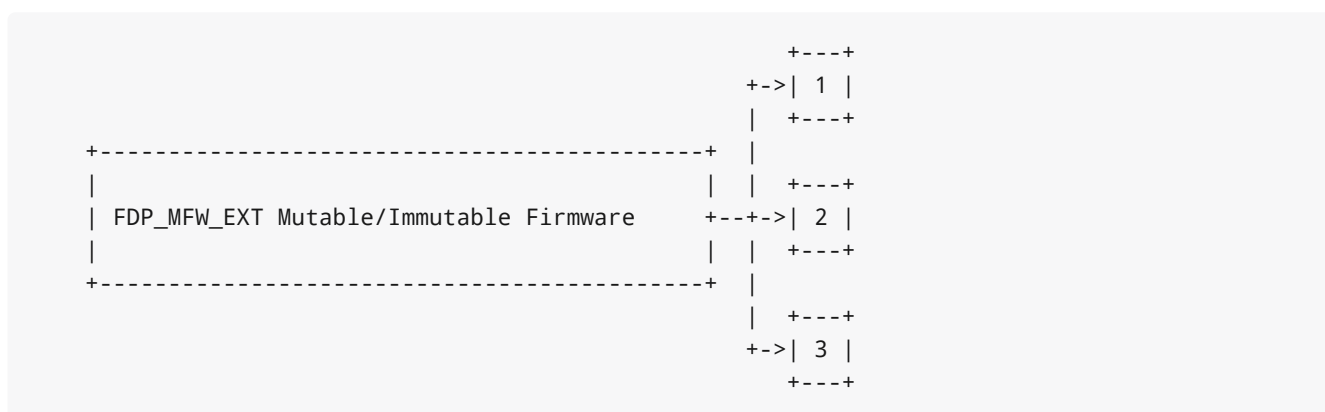 +---+
                                                +->| 1 |
                                                |  +---+
+--------------------------------------------+  |
|                                            |  |  +---+
| FDP_MFW_EXT Mutable/Immutable Firmware     +--+->| 2 |
|                                            |  |  +---+
+--------------------------------------------+  |
                                                |  +---+
                                                +->| 3 |
                                                   +---+